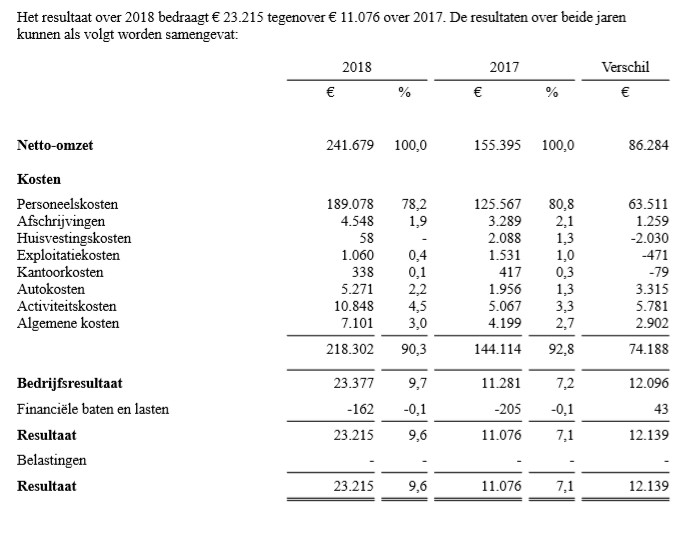 Het resultaat over 2018 bedraagt € 23.215 tegenover € 11.076 over 2017. De resultaten over beide jaren
kunnen als volgt worden samengevat:
2018 2017 Verschil
€ % € % €
Netto-omzet 241.679 100,0 155.395 100,0 86.284
Kosten
Personeelskosten 189.078 78,2 125.567 80,8 63.511
Afschrijvingen 4.548 1,9 3.289 2,1 1.259
Huisvestingskosten 58 - 2.088 1,3 -2.030
Exploitatiekosten 1.060 0,4 1.531 1,0 -471
Kantoorkosten 338 0,1 417 0,3 -79
Autokosten 5.271 2,2 1.956 1,3 3.315
Activiteitskosten 10.848 4,5 5.067 3,3 5.781
Algemene kosten 7.101 3,0 4.199 2,7 2.902
218.302 90,3 144.114 92,8 74.188
Bedrijfsresultaat 23.377 9,7 11.281 7,2 12.096
Financiële baten en lasten -162 -0,1 -205 -0,1 43
Resultaat 23.215 9,6 11.076 7,1 12.139
Belastingen - - - - -
Resultaat 23.215 9,6 11.076 7,1 12.139